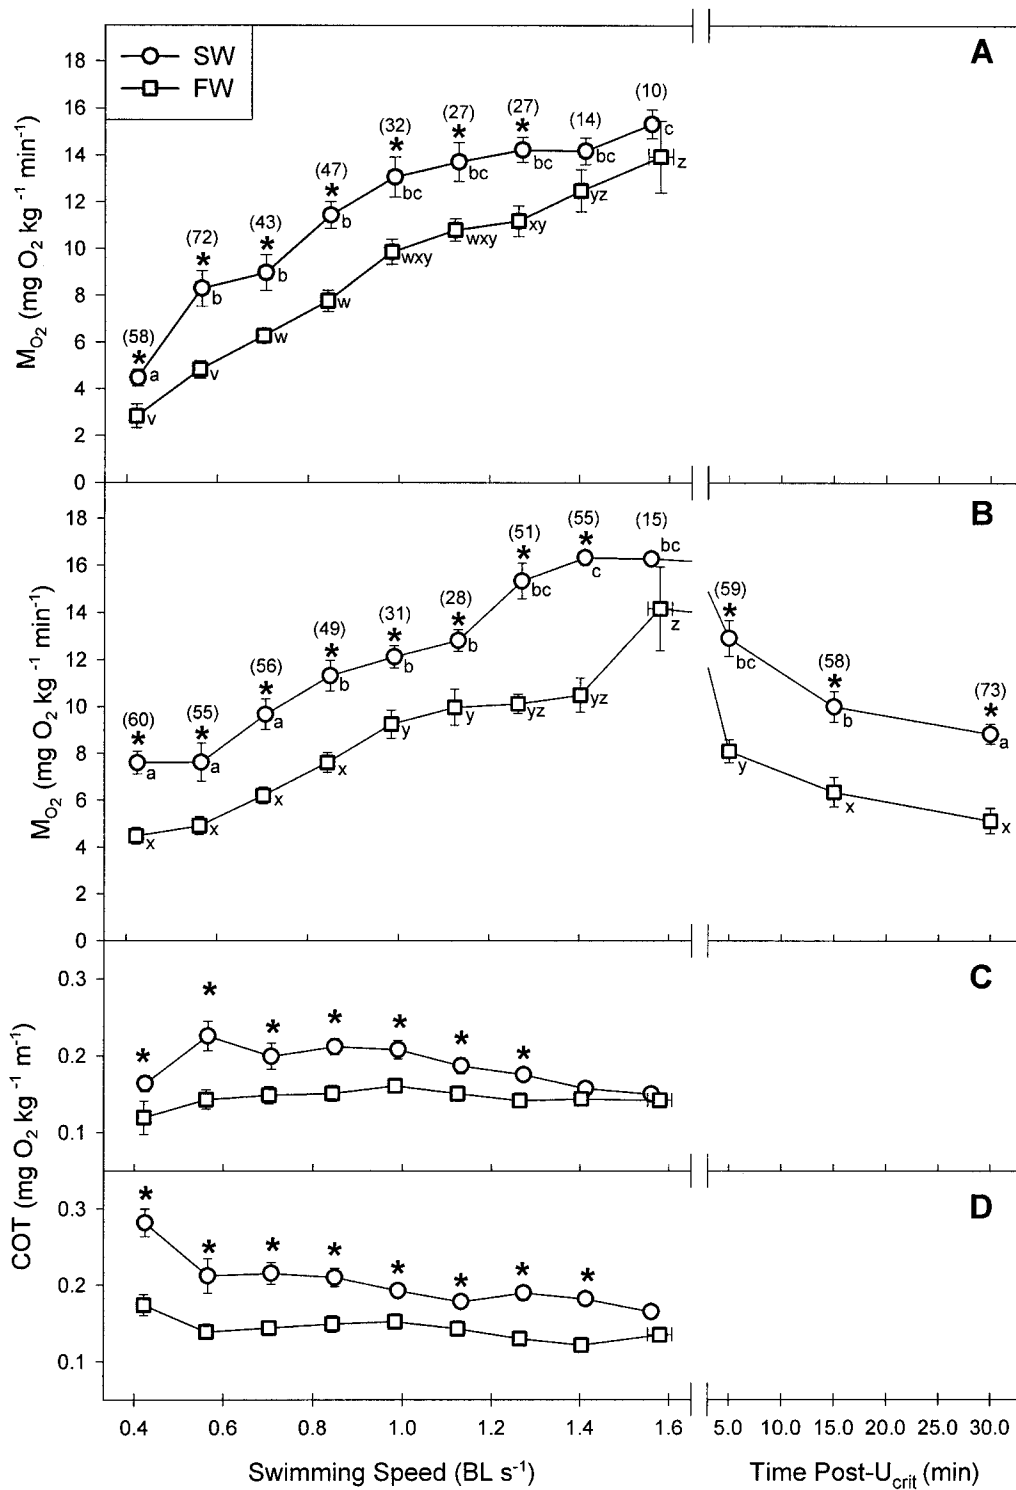 A
SW
FW
18
16
14
12
10
8
6
4
2
0
M_O2 (mg O2 kg-1 min-1)
(58) (72) (43) (47) (32) (27) (27) (14) (10)
* * * * * * *
a b b b bc bc bc bc c
v v w w wxy wxy xy yz z
B
18
16
14
12
10
8
6
4
2
0
M_O2 (mg O2 kg-1 min-1)
(60) (55) (56) (49) (31) (28) (51) (55) (15) (59) (58) (73)
* * * * * * * * * * *
a a a b b b bc c bc bc b a
x x x x y y yz yz z y x x
C
0.3
0.2
0.1
* * * * * * *
COT (mg O2 kg-1 m-1)
D
0.3
0.2
0.1
* * * * * * * *
0.4 0.6 0.8 1.0 1.2 1.4 1.6 5.0 10.0 15.0 20.0 25.0 30.0
Swimming Speed (BL s-1) Time Post-Ucrit (min)